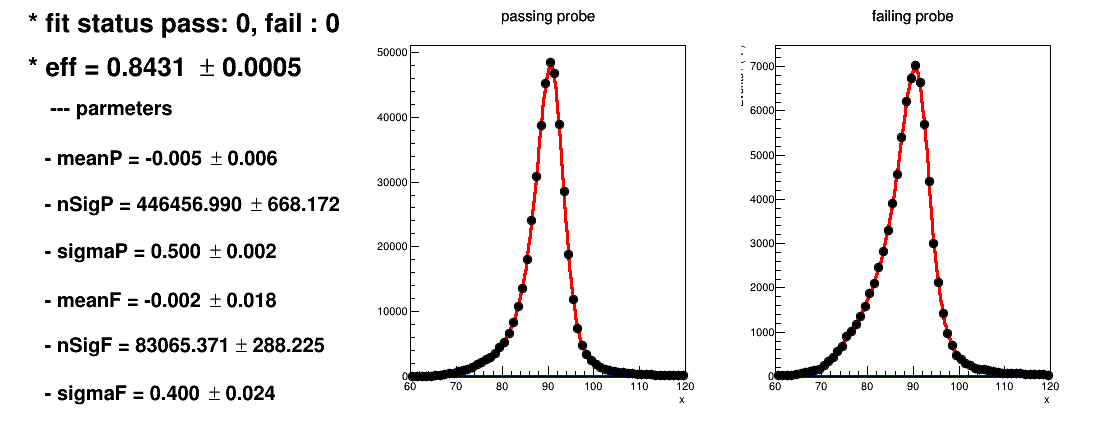 * fit status pass: 0, fail : 0
* eff = 0.8431 ± 0.0005
--- parmeters
- meanP = -0.005 ± 0.006
- nSigP = 446456.990 ± 668.172
- sigmaP = 0.500 ± 0.002
- meanF = -0.002 ± 0.018
- nSigF = 83065.371 ± 288.225
- sigmaF = 0.400 ± 0.024
passing probe
50000
40000
30000
20000
10000
0
60 70 80 90 100 110 120
x
failing probe
7000
6000
5000
4000
3000
2000
1000
0
60 70 80 90 100 110 120
x